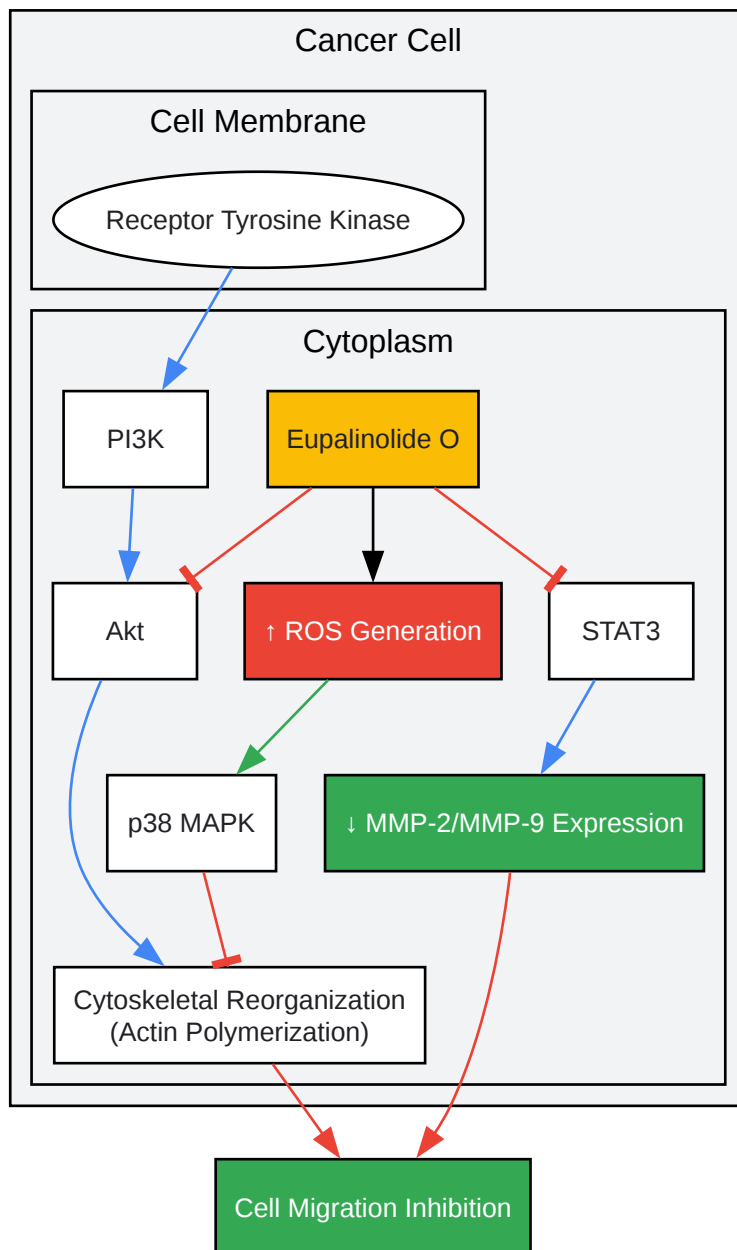 Cancer Cell
Cell Membrane
Receptor Tyrosine Kinase
Cytoplasm
PI3K
Eupalinolide O
Akt
↑ ROS Generation
STAT3
p38 MAPK
↓ MMP-2/MMP-9 Expression
Cytoskeletal Reorganization
(Actin Polymerization)
Cell Migration Inhibition